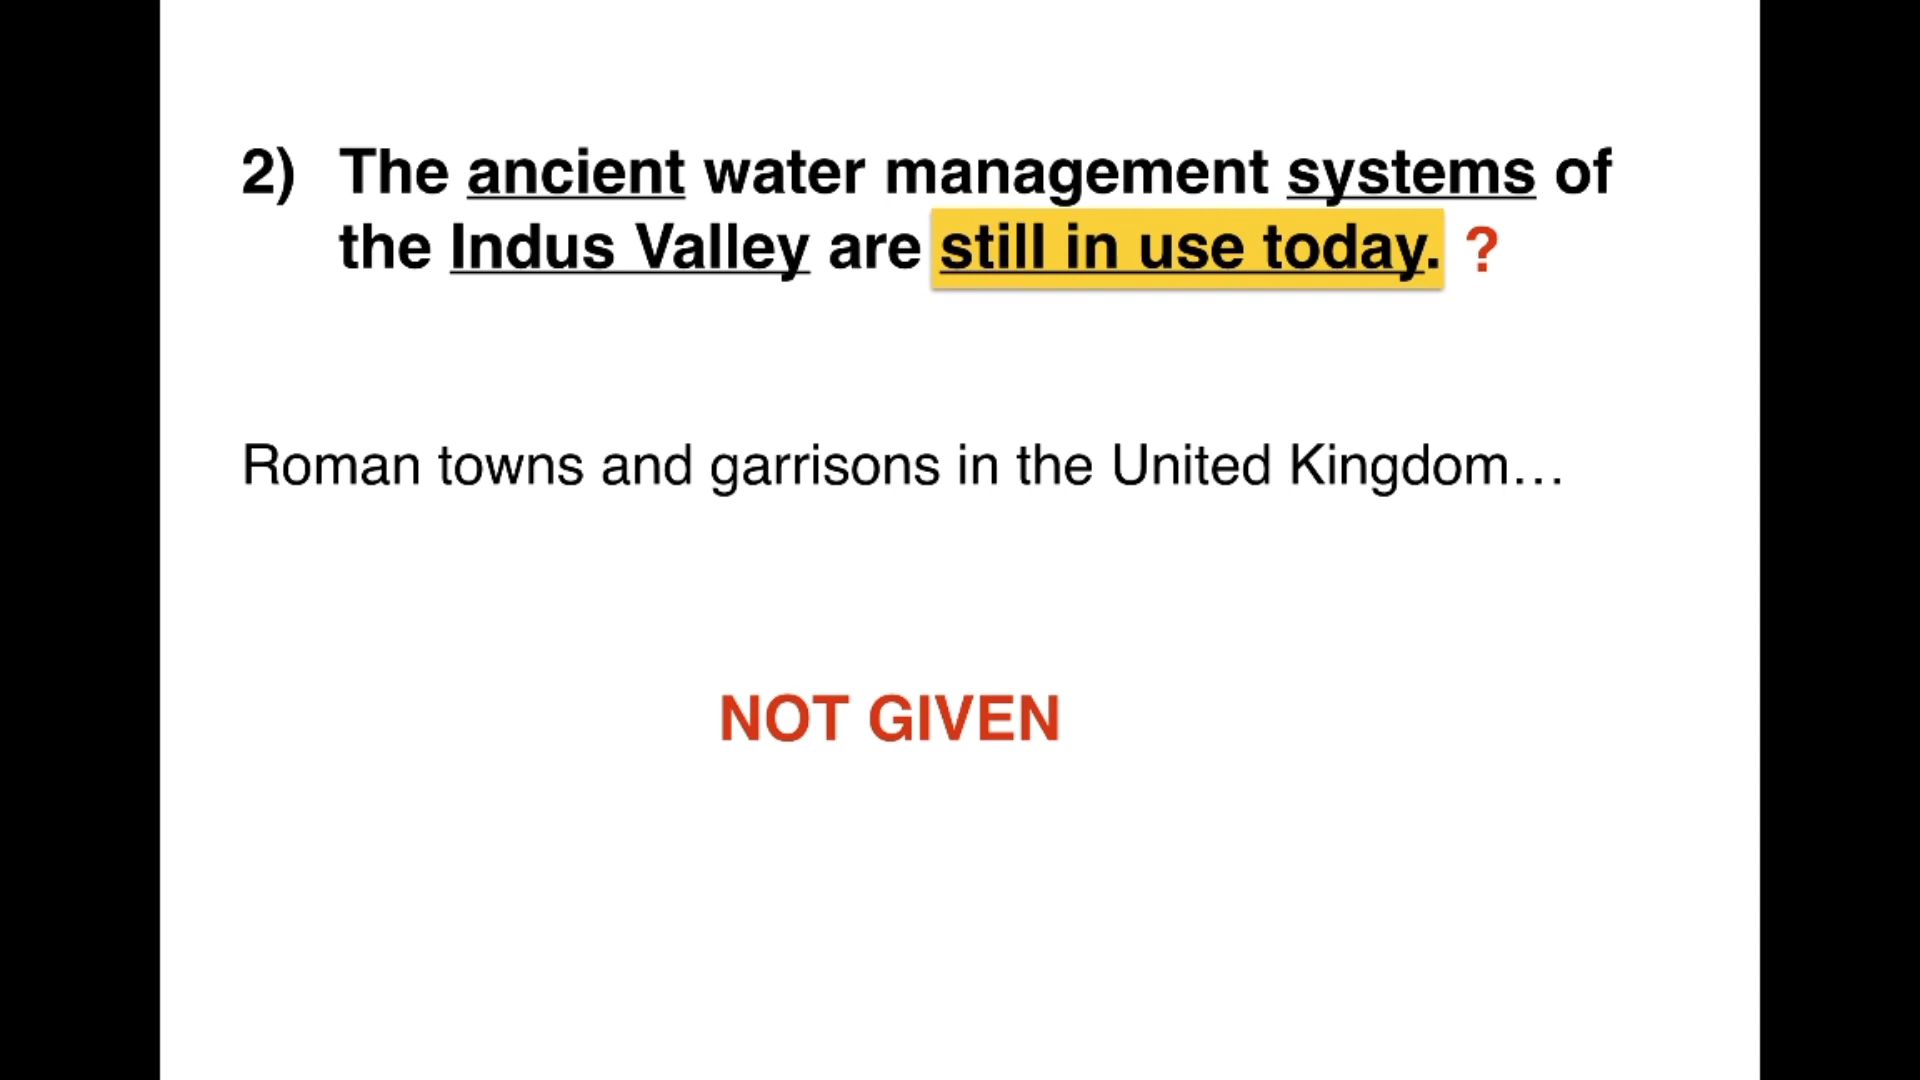 2) The ancient water management systems of
the Indus Valley are still in use today. ?
Roman towns and garrisons in the United Kingdom…
NOT GIVEN